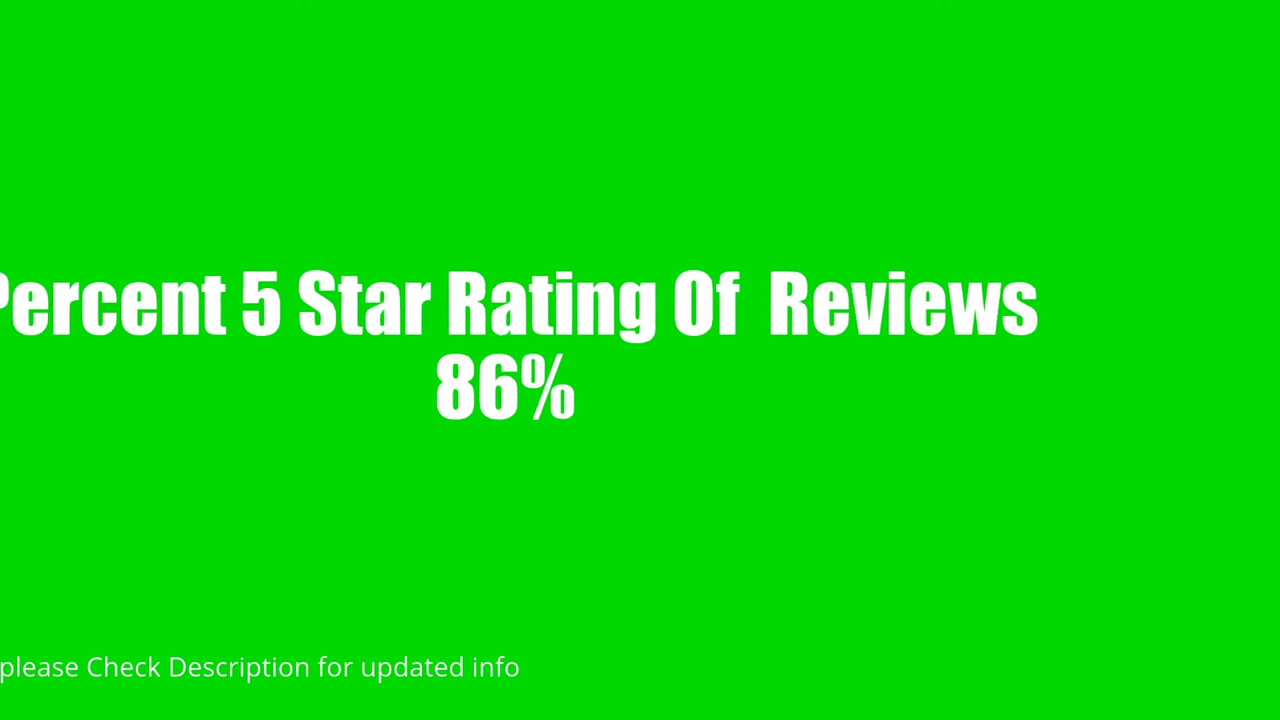 Percent 5 Star Rating Of  Reviews
86%
please Check Description for updated info